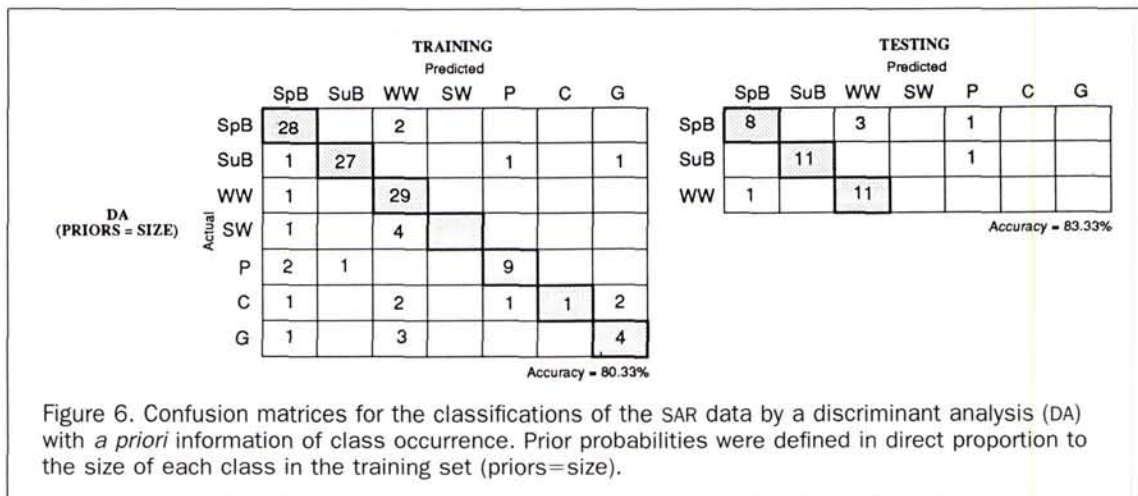 TRAINING
Predicted
SpB SuB WW SW P C G
SpB 28 2
SuB 1 27 1 1
WW 1 29
SW 1 4
P 2 1 9
C 1 2 1 1 2
G 1 3 4
Accuracy = 80.33%
DA
(PRIORS = SIZE)
Actual
TESTING
Predicted
SpB SuB WW SW P C G
SpB 8 3 1
SuB 11 1
WW 1 11
Accuracy = 83.33%
Figure 6. Confusion matrices for the classifications of the SAR data by a discriminant analysis (DA)
with a priori information of class occurrence. Prior probabilities were defined in direct proportion to
the size of each class in the training set (priors=size).